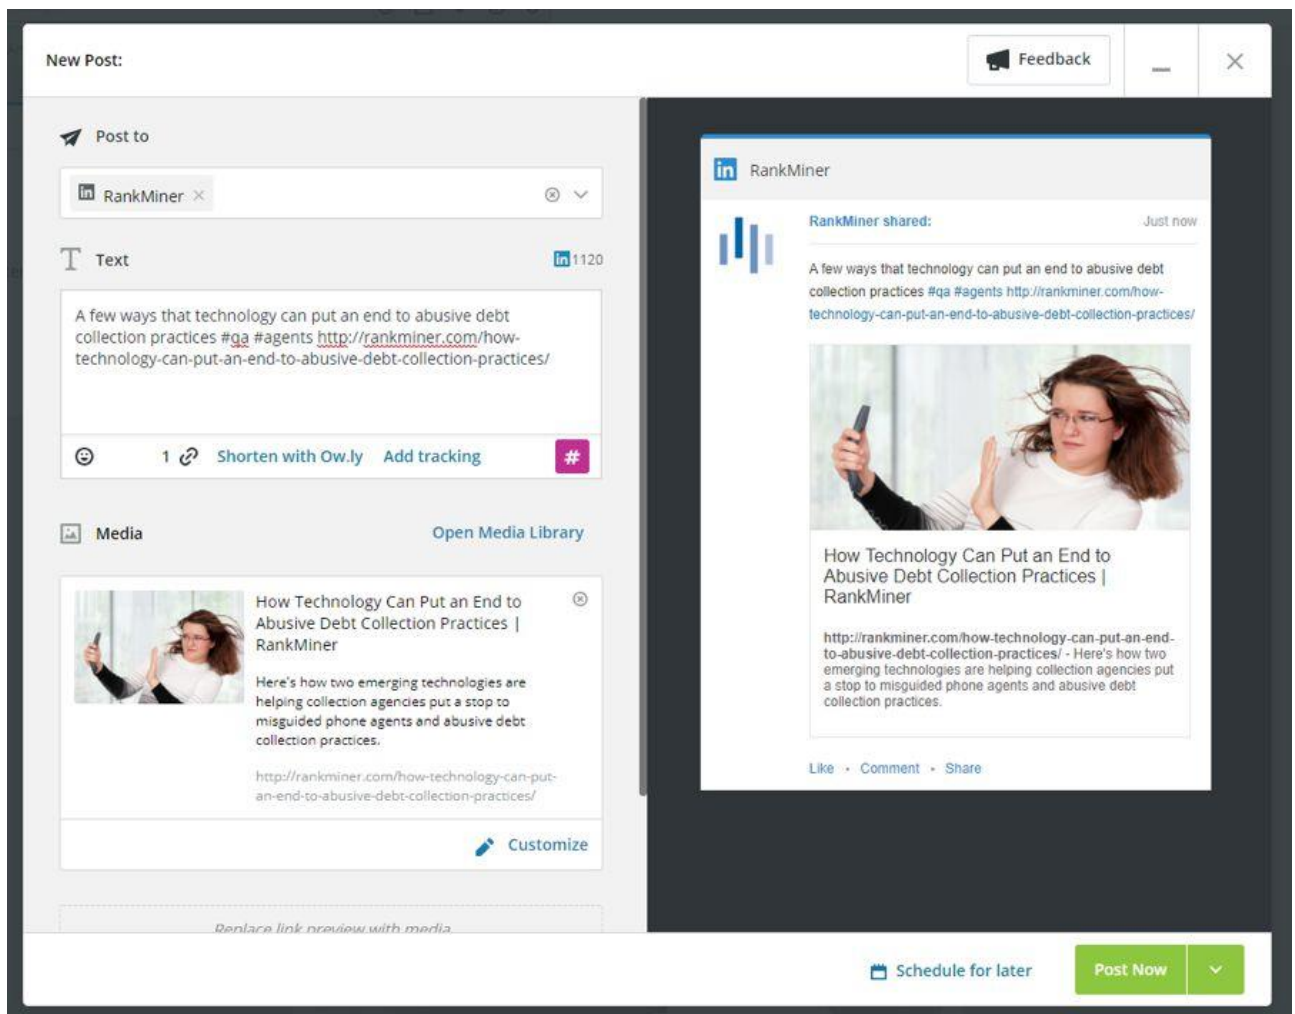 New Post:
Feedback
Post to
RankMiner
Text
1120
A few ways that technology can put an end to abusive debt
collection practices #qa #agents http://rankminer.com/how-
technology-can-put-an-end-to-abusive-debt-collection-practices/
1
Shorten with Ow.ly
Add tracking
#
Media
Open Media Library
How Technology Can Put an End to
Abusive Debt Collection Practices |
RankMiner
Here's how two emerging technologies are
helping collection agencies put a stop to
misguided phone agents and abusive debt
collection practices.
http://rankminer.com/how-technology-can-put-
an-end-to-abusive-debt-collection-practices/
Customize
Replace link preview with media
in RankMiner
RankMiner shared:
Just now
A few ways that technology can put an end to abusive debt
collection practices #qa #agents http://rankminer.com/how-
technology-can-put-an-end-to-abusive-debt-collection-practices/
How Technology Can Put an End to
Abusive Debt Collection Practices |
RankMiner
http://rankminer.com/how-technology-can-put-an-end-
to-abusive-debt-collection-practices/ - Here's how two
emerging technologies are helping collection agencies put
a stop to misguided phone agents and abusive debt
collection practices.
Like • Comment • Share
Schedule for later
Post Now